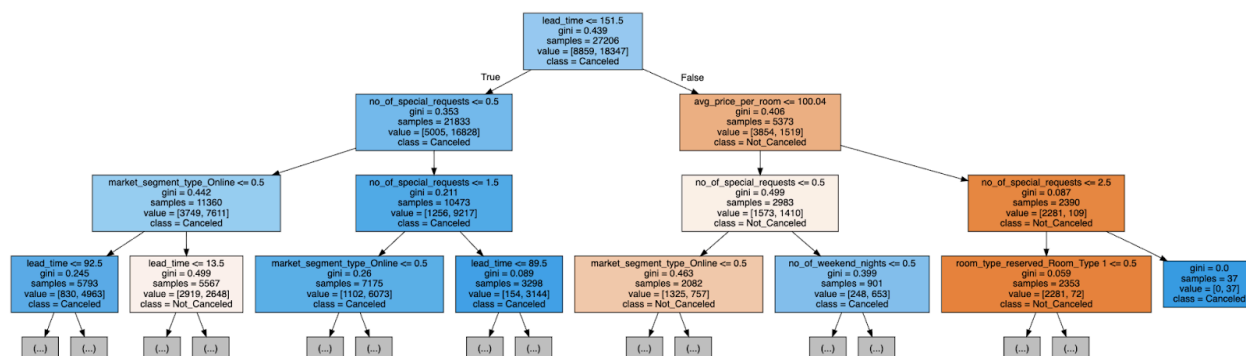 lead_time <= 151.5
gini = 0.439
samples = 27206
value = [8859, 18347]
class = Canceled
True
False
no_of_special_requests <= 0.5
gini = 0.353
samples = 21833
value = [5005, 16828]
class = Canceled
avg_price_per_room <= 100.04
gini = 0.406
samples = 5373
value = [3854, 1519]
class = Not_Canceled
market_segment_type_Online <= 0.5
gini = 0.442
samples = 11360
value = [3749, 7611]
class = Canceled
no_of_special_requests <= 1.5
gini = 0.211
samples = 10473
value = [1256, 9217]
class = Canceled
no_of_special_requests <= 0.5
gini = 0.499
samples = 2983
value = [1573, 1410]
class = Not_Canceled
no_of_special_requests <= 2.5
gini = 0.087
samples = 2390
value = [2281, 109]
class = Not_Canceled
lead_time <= 92.5
gini = 0.245
samples = 5793
value = [830, 4963]
class = Canceled
lead_time <= 13.5
gini = 0.499
samples = 5567
value = [2919, 2648]
class = Not_Canceled
market_segment_type_Online <= 0.5
gini = 0.26
samples = 7175
value = [1102, 6073]
class = Canceled
lead_time <= 89.5
gini = 0.089
samples = 3298
value = [154, 3144]
class = Canceled
market_segment_type_Online <= 0.5
gini = 0.463
samples = 2082
value = [1325, 757]
class = Not_Canceled
no_of_weekend_nights <= 0.5
gini = 0.399
samples = 901
value = [248, 653]
class = Canceled
room_type_reserved_Room_Type 1 <= 0.5
gini = 0.059
samples = 2353
value = [2281, 72]
class = Not_Canceled
gini = 0.0
samples = 37
value = [0, 37]
class = Canceled
(...)
(...)
(...)
(...)
(...)
(...)
(...)
(...)
(...)
(...)
(...)
(...)
(...)
(...)